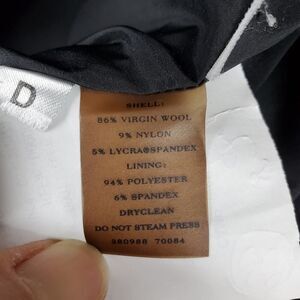 D
SHELL:
86% VIRGIN WOOL
9% NYLON
5% LYCRA®SPANDEX
LINING:
94% POLYESTER
6% SPANDEX
DRYCLEAN
DO NOT STEAM PRESS
980988 70084